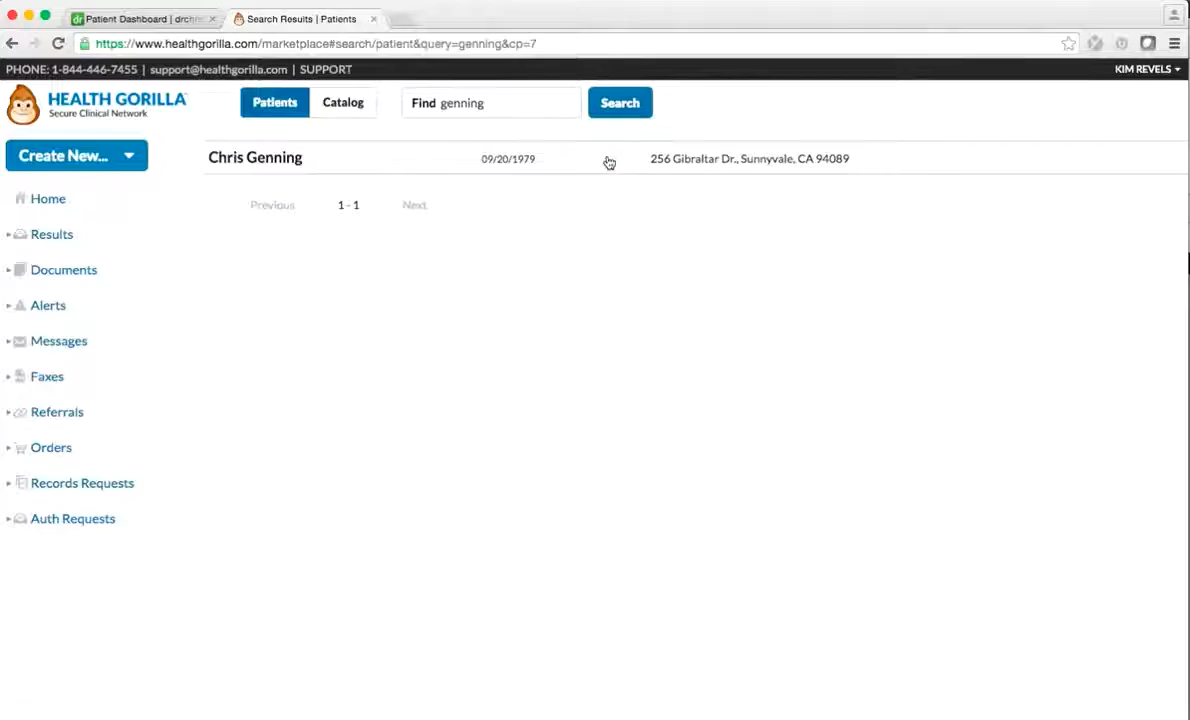 Patient Dashboard | drchr
Search Results | Patients
https://www.healthgorilla.com/marketplace#search/patient&query=genning&cp=7
PHONE: 1-844-446-7455 | support@healthgorilla.com | SUPPORT
KIM REVELS
HEALTH GORILLA
Secure Clinical Network
Patients
Catalog
Find genning
Search
Create New...
Chris Genning
09/20/1979
256 Gibraltar Dr., Sunnyvale, CA 94089
Previous
1 - 1
Next
Home
Results
Documents
Alerts
Messages
Faxes
Referrals
Orders
Records Requests
Auth Requests